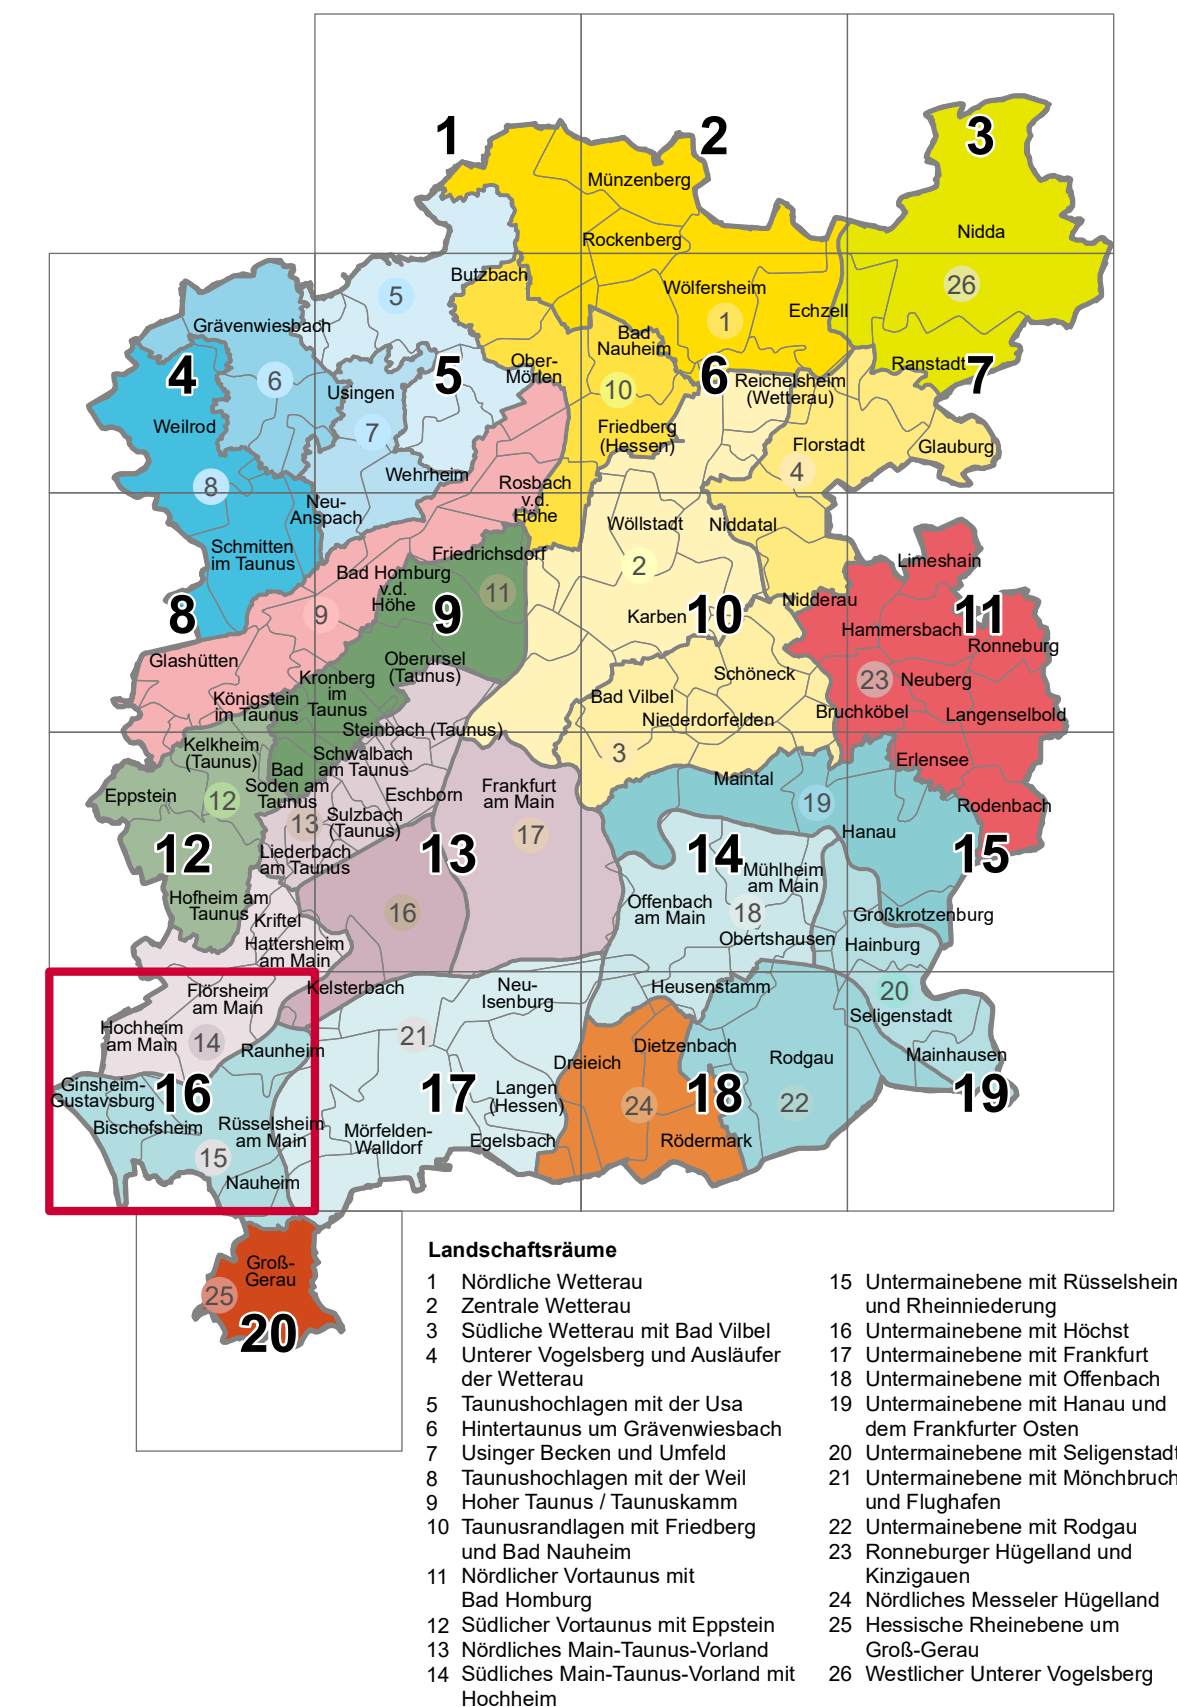 1
2
3
Münzenberg
Nidda
Rockenberg
Butzbach
5
26
Wölfersheim
Echzell
1
Grävenwiesbach
Bad
Nauheim
Ober-
Mörlen
Ranstadt
4
6
Usingen
5
10
6
Reichelsheim
(Wetterau)
7
Weilrod
7
Friedberg
(Hessen)
Florstadt
Glauburg
4
8
Wehrheim
Rosbach
v.d.
Höhe
Neu-
Anspach
Wöllstadt
Niddatal
Schmitten
im Taunus
Friedrichsdorf
2
Limeshain
Bad Homburg
v.d.
Höhe
11
8
9
9
Karben
10
Nidderau
11
Hammersbach
Ronneburg
Glashütten
Oberursel
(Taunus)
Schöneck
Kronberg
im
Taunus
23
Neuberg
Königstein
im Taunus
Bad Vilbel
Niederdorfelden
Bruchköbel
Langenselbold
Steinbach (Taunus)
Kelkheim
(Taunus)
Schwalbach
am Taunus
3
Erlensee
Bad
Soden am
Taunus
Maintal
Eppstein
12
Eschborn
Frankfurt
am Main
19
Rodenbach
13
Sulzbach
(Taunus)
17
Hanau
12
Liederbach
am Taunus
13
14
15
Mühlheim
am Main
Hofheim am
Taunus
16
Offenbach
am Main
18
Großkrotzenburg
Kriftel
Hattersheim
am Main
Obertshausen
Hainburg
Flörsheim
am Main
Kelsterbach
Neu-
Isenburg
Heusenstamm
20
Seligenstadt
Hochheim
am Main
14
Raunheim
21
Dreieich
Dietzenbach
Rodgau
Mainhausen
Ginsheim-
Gustavsburg
16
17
Langen
(Hessen)
24
18
22
19
Bischofsheim
Rüsselsheim
am Main
Mörfelden-
Walldorf
Egelsbach
Rödermark
15
Nauheim
Groß-
Gerau
25
20
Landschaftsräume
1 Nördliche Wetterau
2 Zentrale Wetterau
3 Südliche Wetterau mit Bad Vilbel
4 Unterer Vogelsberg und Ausläufer
der Wetterau
5 Taunushochlagen mit der Usa
6 Hintertaunus um Grävenwiesbach
7 Usinger Becken und Umfeld
8 Taunushochlagen mit der Weil
9 Hoher Taunus / Taunuskamm
10 Taunusrandlagen mit Friedberg
und Bad Nauheim
11 Nördlicher Vortaunus mit
Bad Homburg
12 Südlicher Vortaunus mit Eppstein
13 Nördliches Main-Taunus-Vorland
14 Südliches Main-Taunus-Vorland mit
Hochheim
15 Untermainebene mit Rüsselsheim
und Rheinniederung
16 Untermainebene mit Höchst
17 Untermainebene mit Frankfurt
18 Untermainebene mit Offenbach
19 Untermainebene mit Hanau und
dem Frankfurter Osten
20 Untermainebene mit Seligenstadt
21 Untermainebene mit Mönchbruch
und Flughafen
22 Untermainebene mit Rodgau
23 Ronneburger Hügelland und
Kinzigauen
24 Nördliches Messeler Hügelland
25 Hessische Rheinebene um
Groß-Gerau
26 Westlicher Unterer Vogelsberg